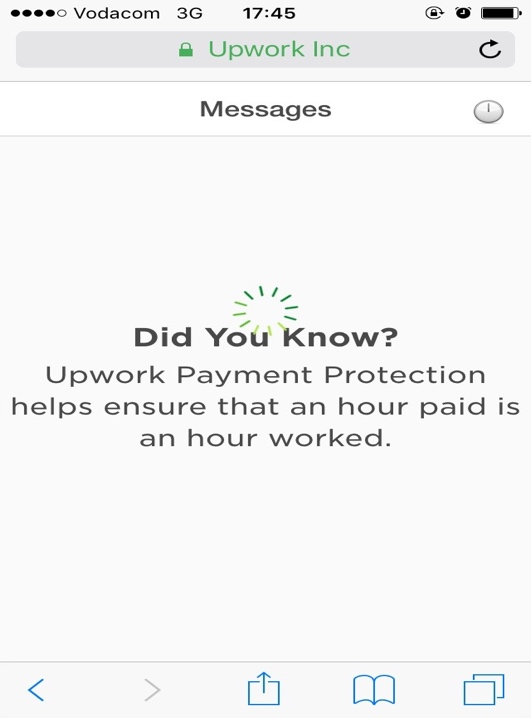 Vodacom 3G 17:45
Upwork Inc
Messages
Did You Know?
Upwork Payment Protection
helps ensure that an hour paid is
an hour worked.